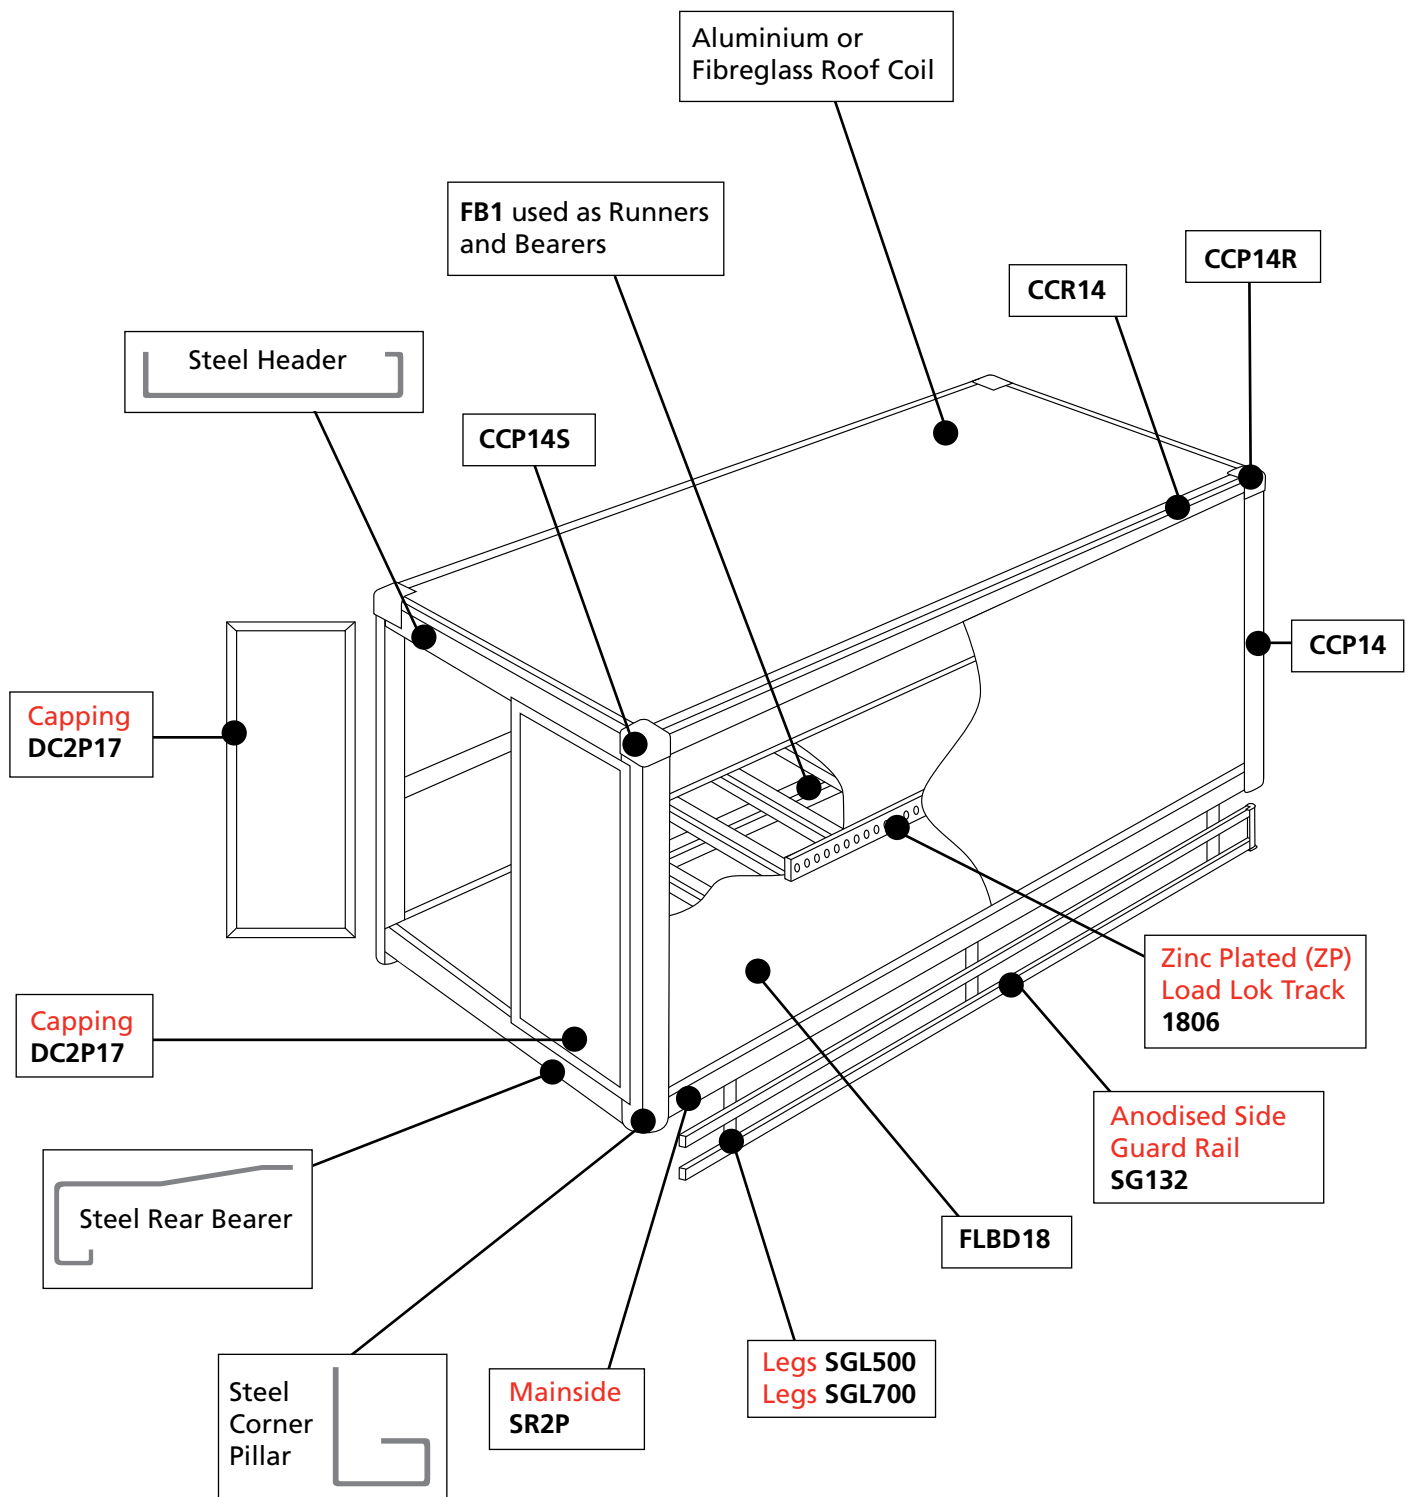 Aluminium or
Fibreglass Roof Coil
FB1 used as Runners
and Bearers
CCP14R
CCR14
Steel Header
CCP14S
CCP14
Capping
DC2P17
Zinc Plated (ZP)
Load Lok Track
1806
Capping
DC2P17
Anodised Side
Guard Rail
SG132
Steel Rear Bearer
FLBD18
Legs SGL500
Legs SGL700
Steel
Corner
Pillar
Mainside
SR2P